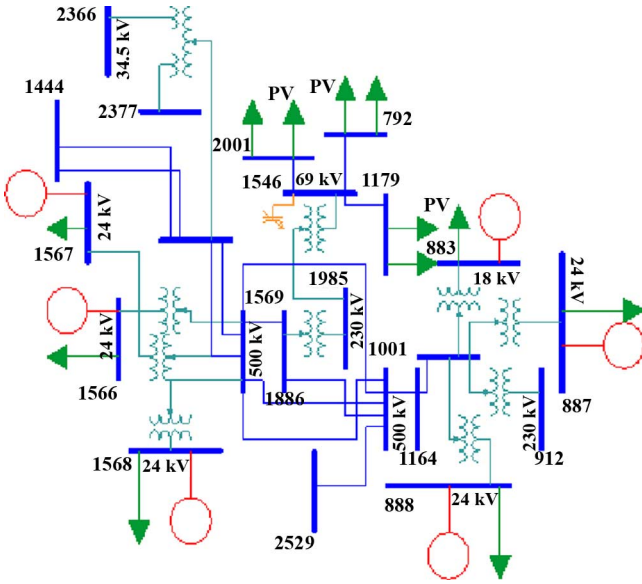 2366
34.5 kV
2377
1444
PV
PV
792
2001
1546
69 kV
1179
PV
883
18 kV
24 kV
1567
24 kV
1985
1569
230 kV
1001
500 kV
24 kV
1566
1886
500 kV
1164
230 kV
912
887
1568
24 kV
2529
888
24 kV